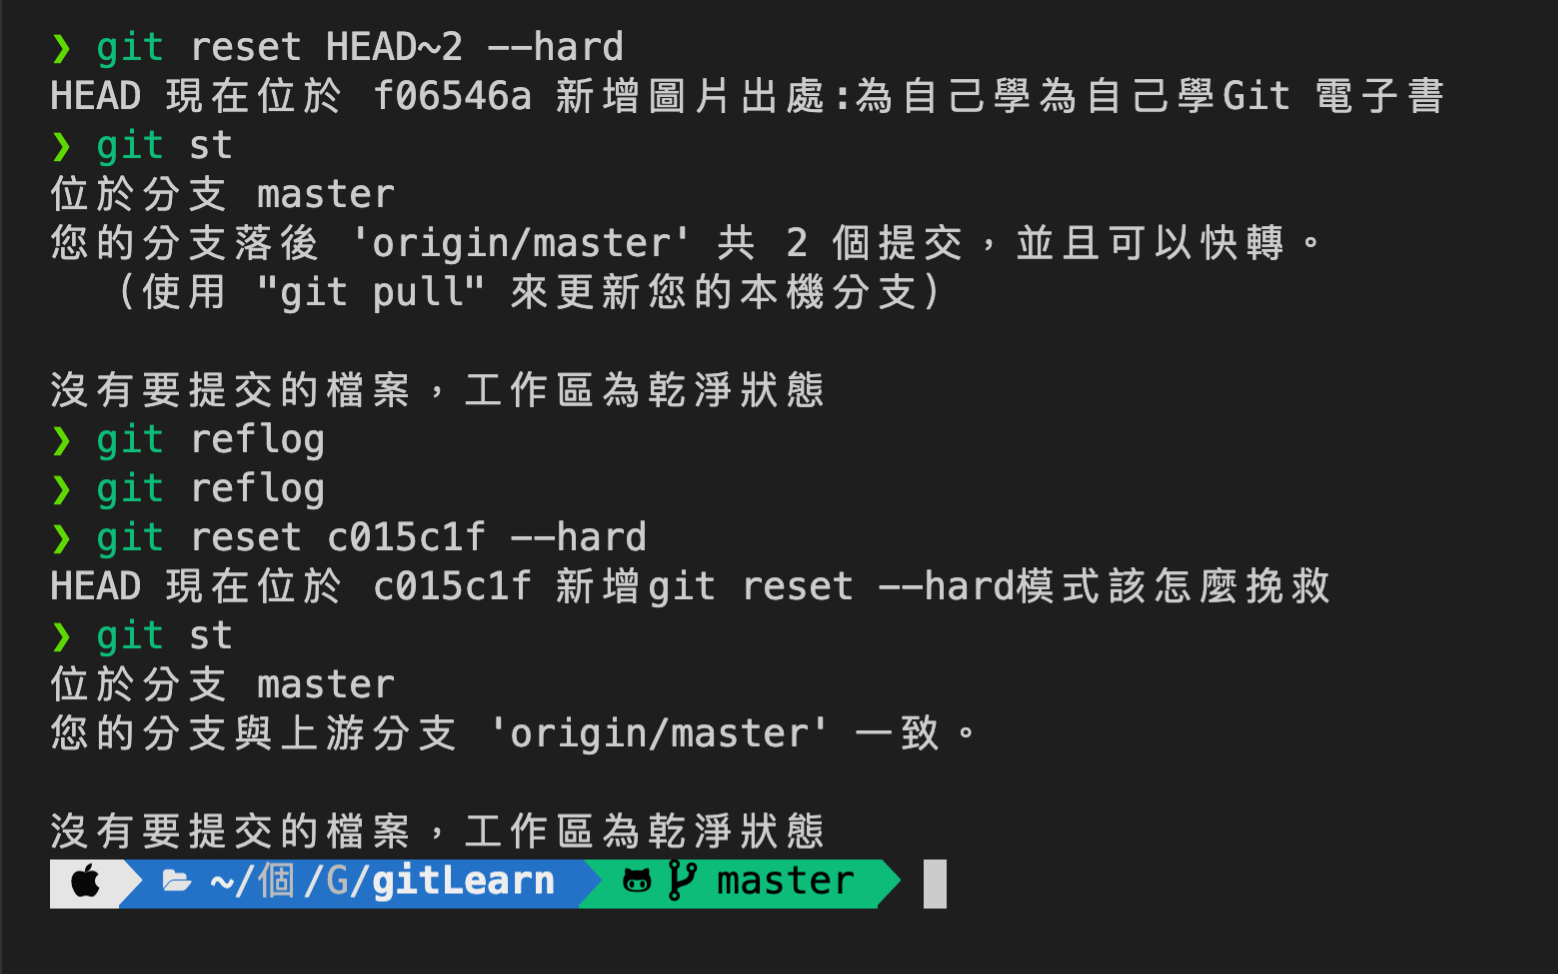 ❯ git reset HEAD~2 --hard
HEAD 現在位於 f06546a 新增圖片出處:為自己學為自己學Git 電子書
❯ git st
位於分支 master
您的分支落後 'origin/master' 共 2 個提交，並且可以快轉。
（使用 "git pull" 來更新您的本機分支）
沒有要提交的檔案，工作區為乾淨狀態
❯ git reflog
❯ git reflog
❯ git reset c015c1f --hard
HEAD 現在位於 c015c1f 新增git reset --hard模式該怎麼挽救
❯ git st
位於分支 master
您的分支與上游分支 'origin/master' 一致。
沒有要提交的檔案，工作區為乾淨狀態
~/個/G/gitLearn master